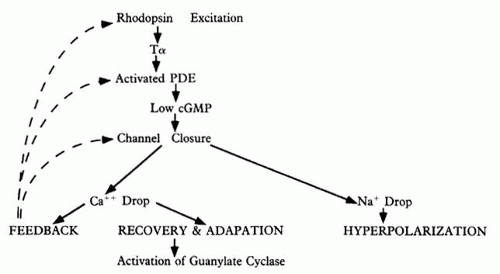 Rhodopsin Excitation
Tα
Activated PDE
Low cGMP
Channel Closure
Ca++ Drop
Na+ Drop
FEEDBACK
RECOVERY & ADAPATION
HYPERPOLARIZATION
Activation of Guanylate Cyclase